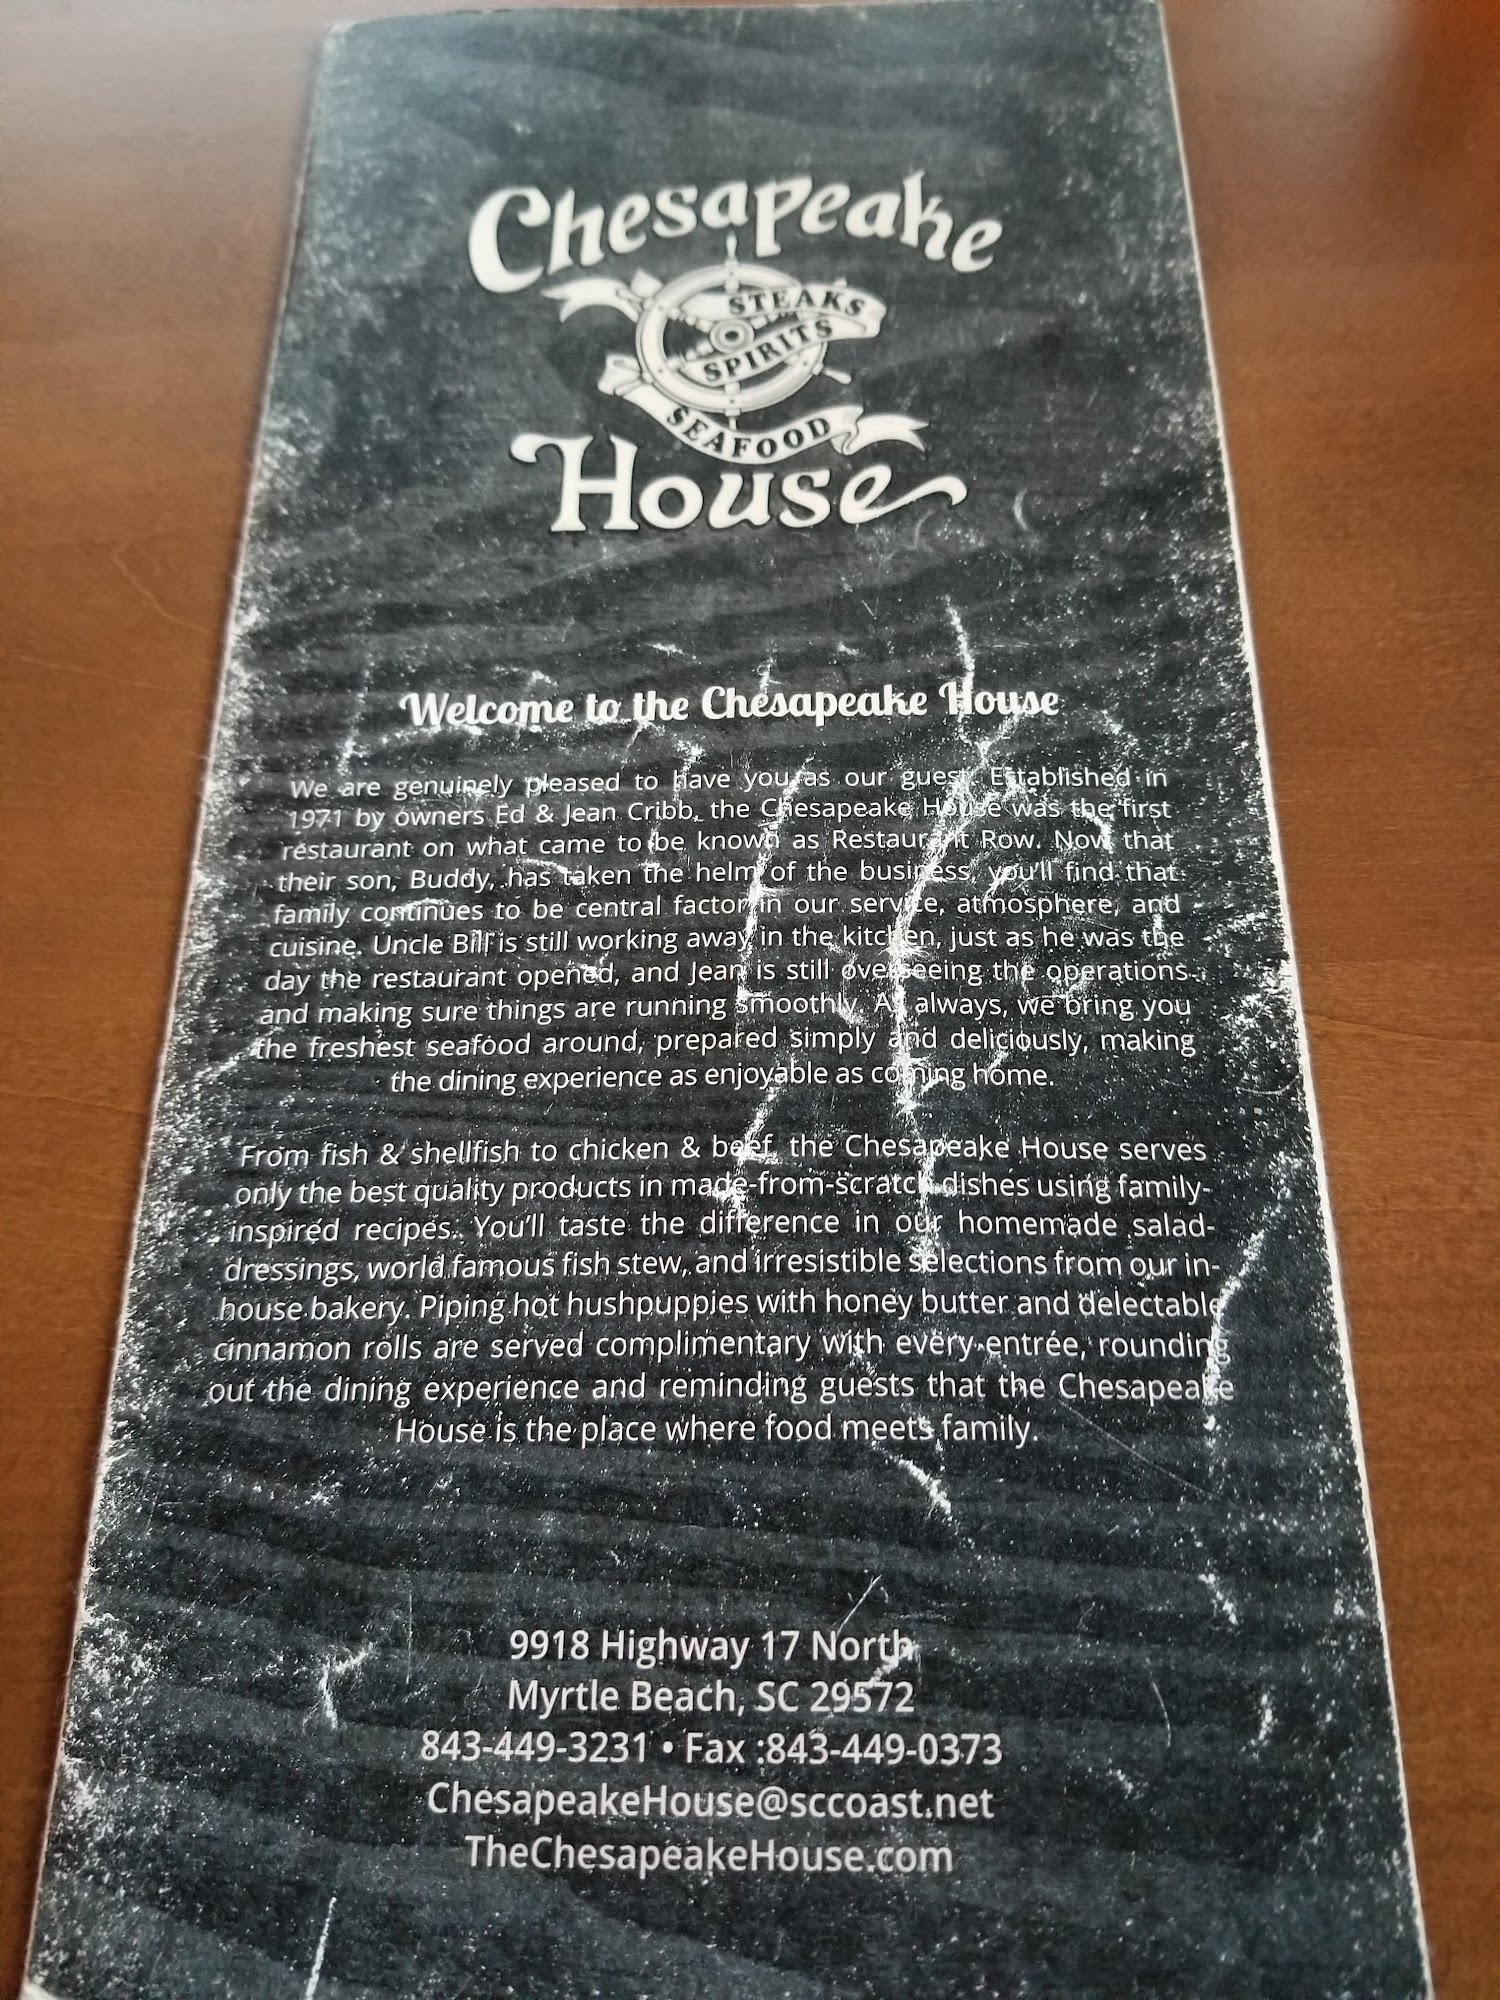 Chesapeake
STEAKS
SPIRITS
SEAFOOD
House
Welcome to the Chesapeake House
We are genuinely pleased to have you as our guest. Established in
1971 by owners Ed & Jean Cribb, the Chesapeake House was the first
restaurant on what came to be known as Restaurant Row. Now that
their son, Buddy, has taken the helm of the business, you'll find that
family continues to be central factor in our service, atmosphere, and
cuisine. Uncle Bill is still working away in the kitchen, just as he was the
day the restaurant opened, and Jean is still overseeing the operations
and making sure things are running smoothly. As always, we bring you
the freshest seafood around, prepared simply and deliciously, making
the dining experience as enjoyable as coming home.
From fish & shellfish to chicken & beef, the Chesapeake House serves
only the best quality products in made-from-scratch dishes using family-
inspired recipes. You'll taste the difference in our homemade salad-
dressings, world famous fish stew, and irresistible selections from our in-
house bakery. Piping hot hushpuppies with honey butter and delectable
cinnamon rolls are served complimentary with every entrée, rounding
out the dining experience and reminding guests that the Chesapeake
House is the place where food meets family.
9918 Highway 17 North
Myrtle Beach, SC 29572
843-449-3231 • Fax :843-449-0373
ChesapeakeHouse@sccoast.net
TheChesapeakeHouse.com